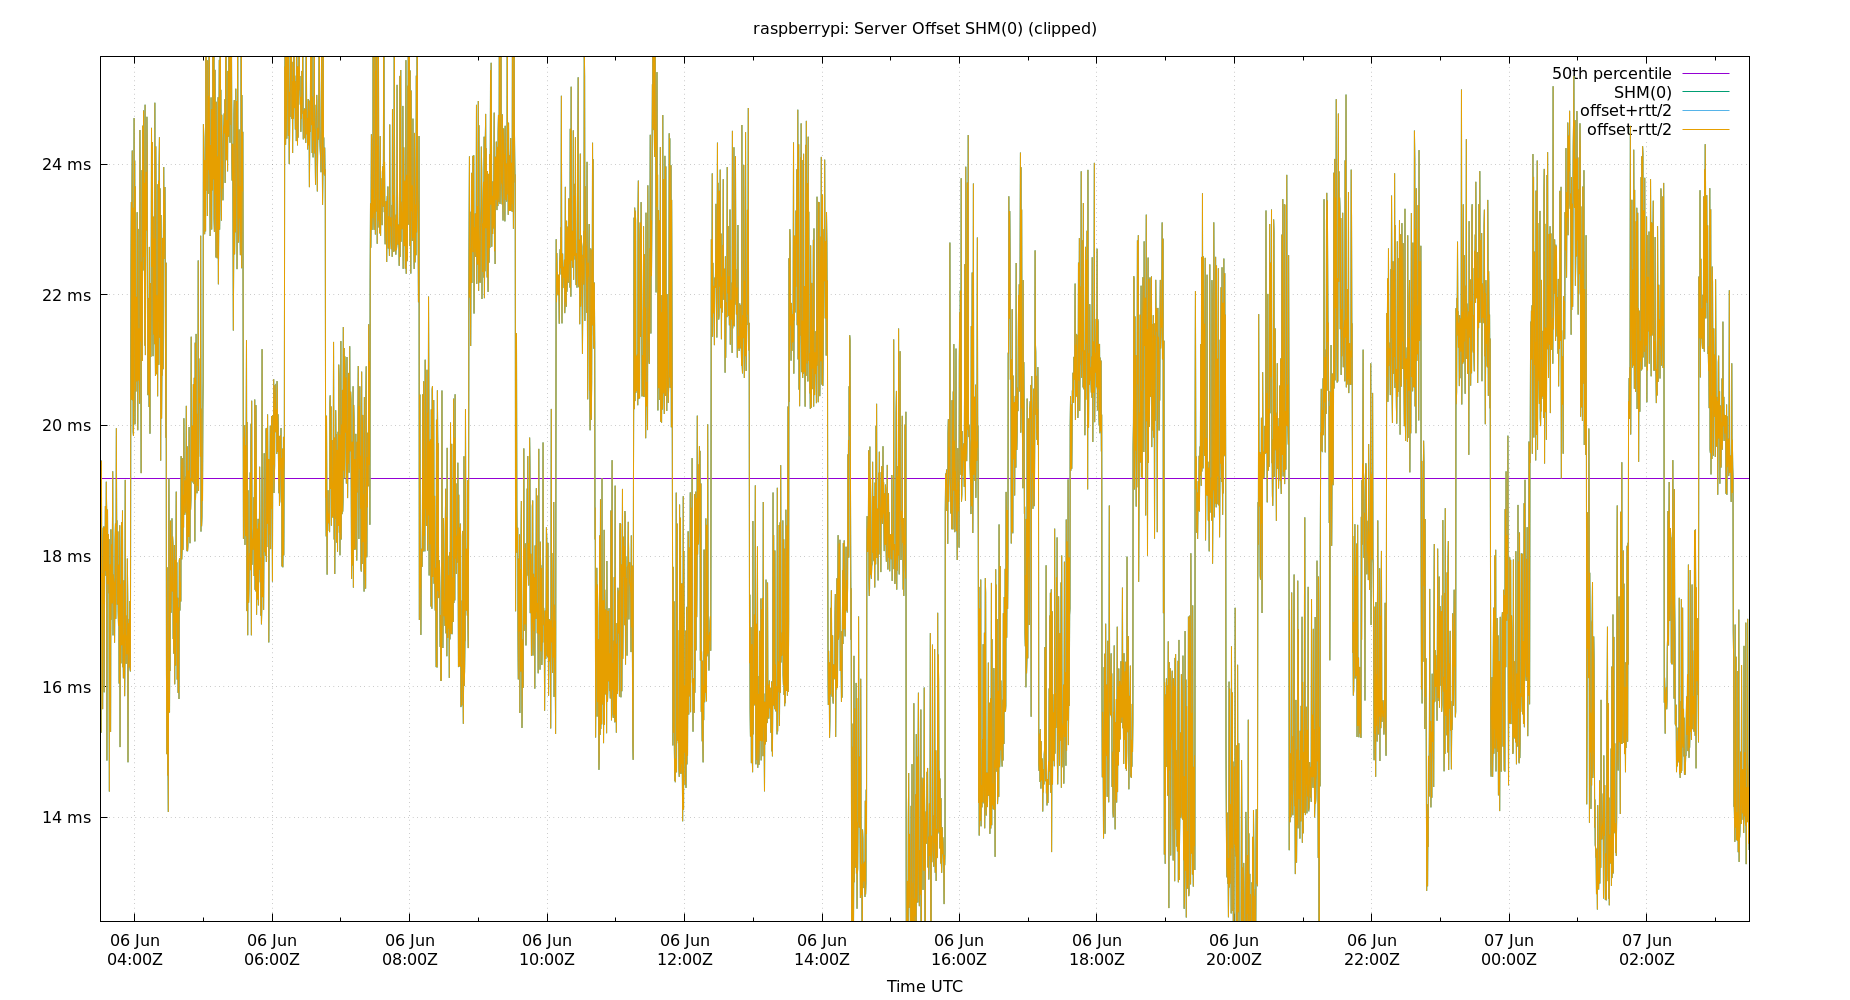 raspberrypi: Server Offset SHM(0) (clipped)
50th percentile
SHM(0)
offset+rtt/2
offset-rtt/2
24 ms
22 ms
20 ms
18 ms
16 ms
14 ms
06 Jun 06 Jun 06 Jun 06 Jun 06 Jun 06 Jun 06 Jun 06 Jun 06 Jun 06 Jun 07 Jun 07 Jun
04:00Z 06:00Z 08:00Z 10:00Z 12:00Z 14:00Z 16:00Z 18:00Z 20:00Z 22:00Z 00:00Z 02:00Z
Time UTC